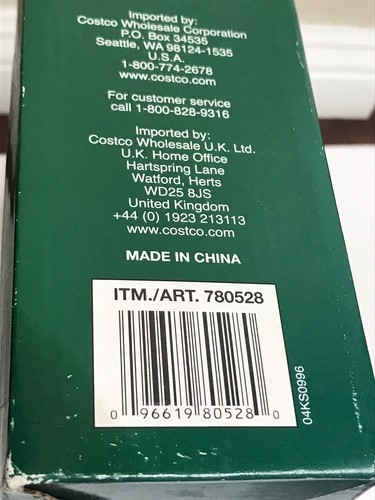 Imported by:
Costco Wholesale Corporation
P.O. Box 34535
Seattle, WA 98124-1535
U.S.A.
1-800-774-2678
www.costco.com
For customer service
call 1-800-828-9316
Imported by:
Costco Wholesale U.K. Ltd.
U.K. Home Office
Hartspring Lane
Watford, Herts
WD25 8JS
United Kingdom
+44 (0) 1923 213113
www.costco.com
MADE IN CHINA
ITM./ART. 780528
0 96619 80528 0
04KS0996